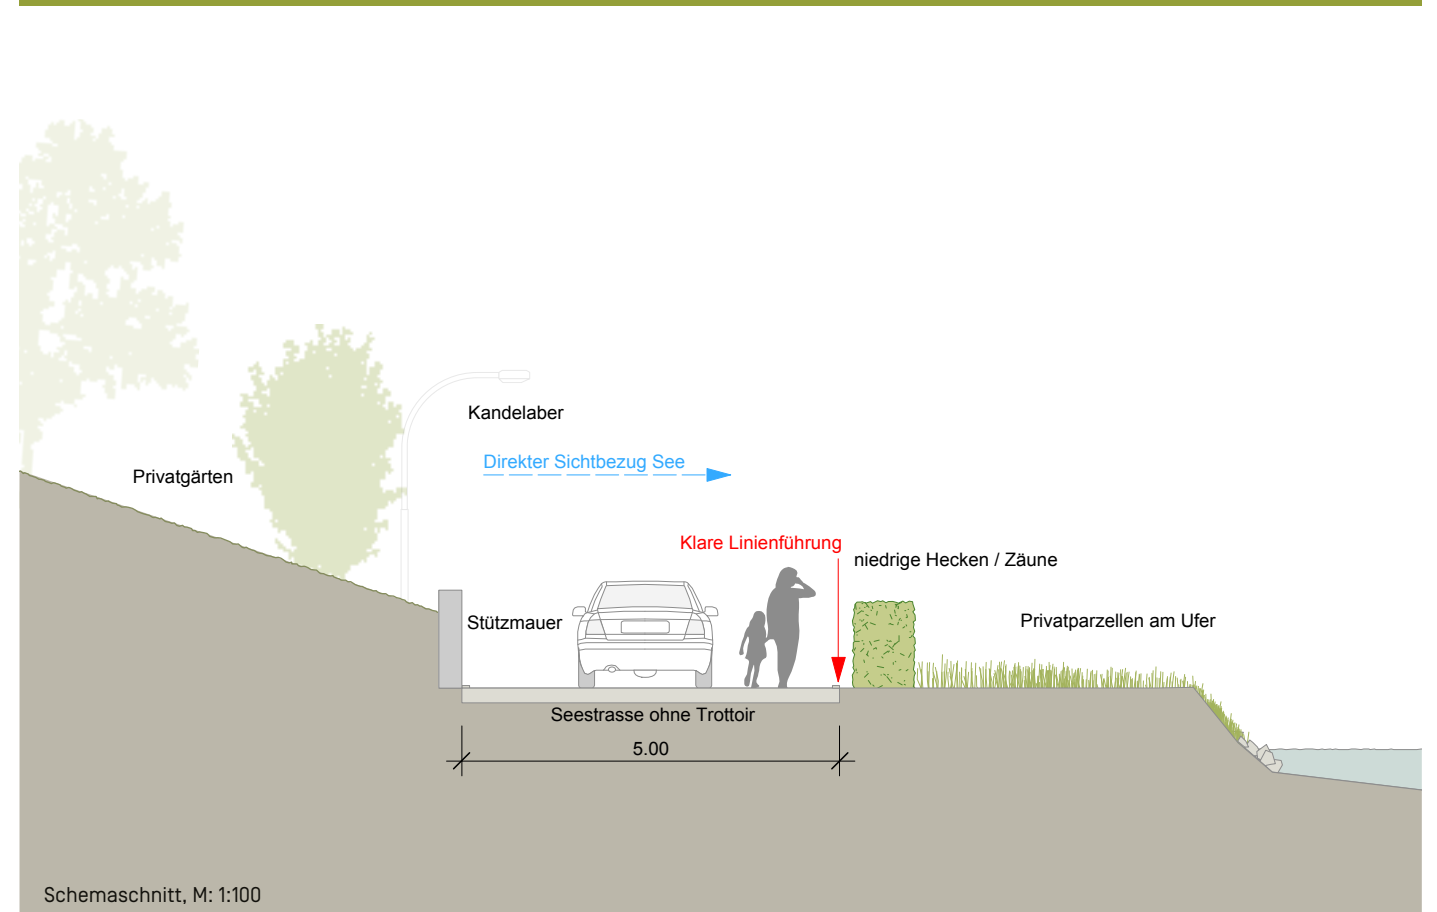 Kandelaber
Direkter Sichtbezug See
Privatgärten
Klare Linienführung
niedrige Hecken / Zäune
Stützmauer
Privatparzellen am Ufer
Seestrasse ohne Trottoir
5.00
Schemaschnitt, M: 1:100